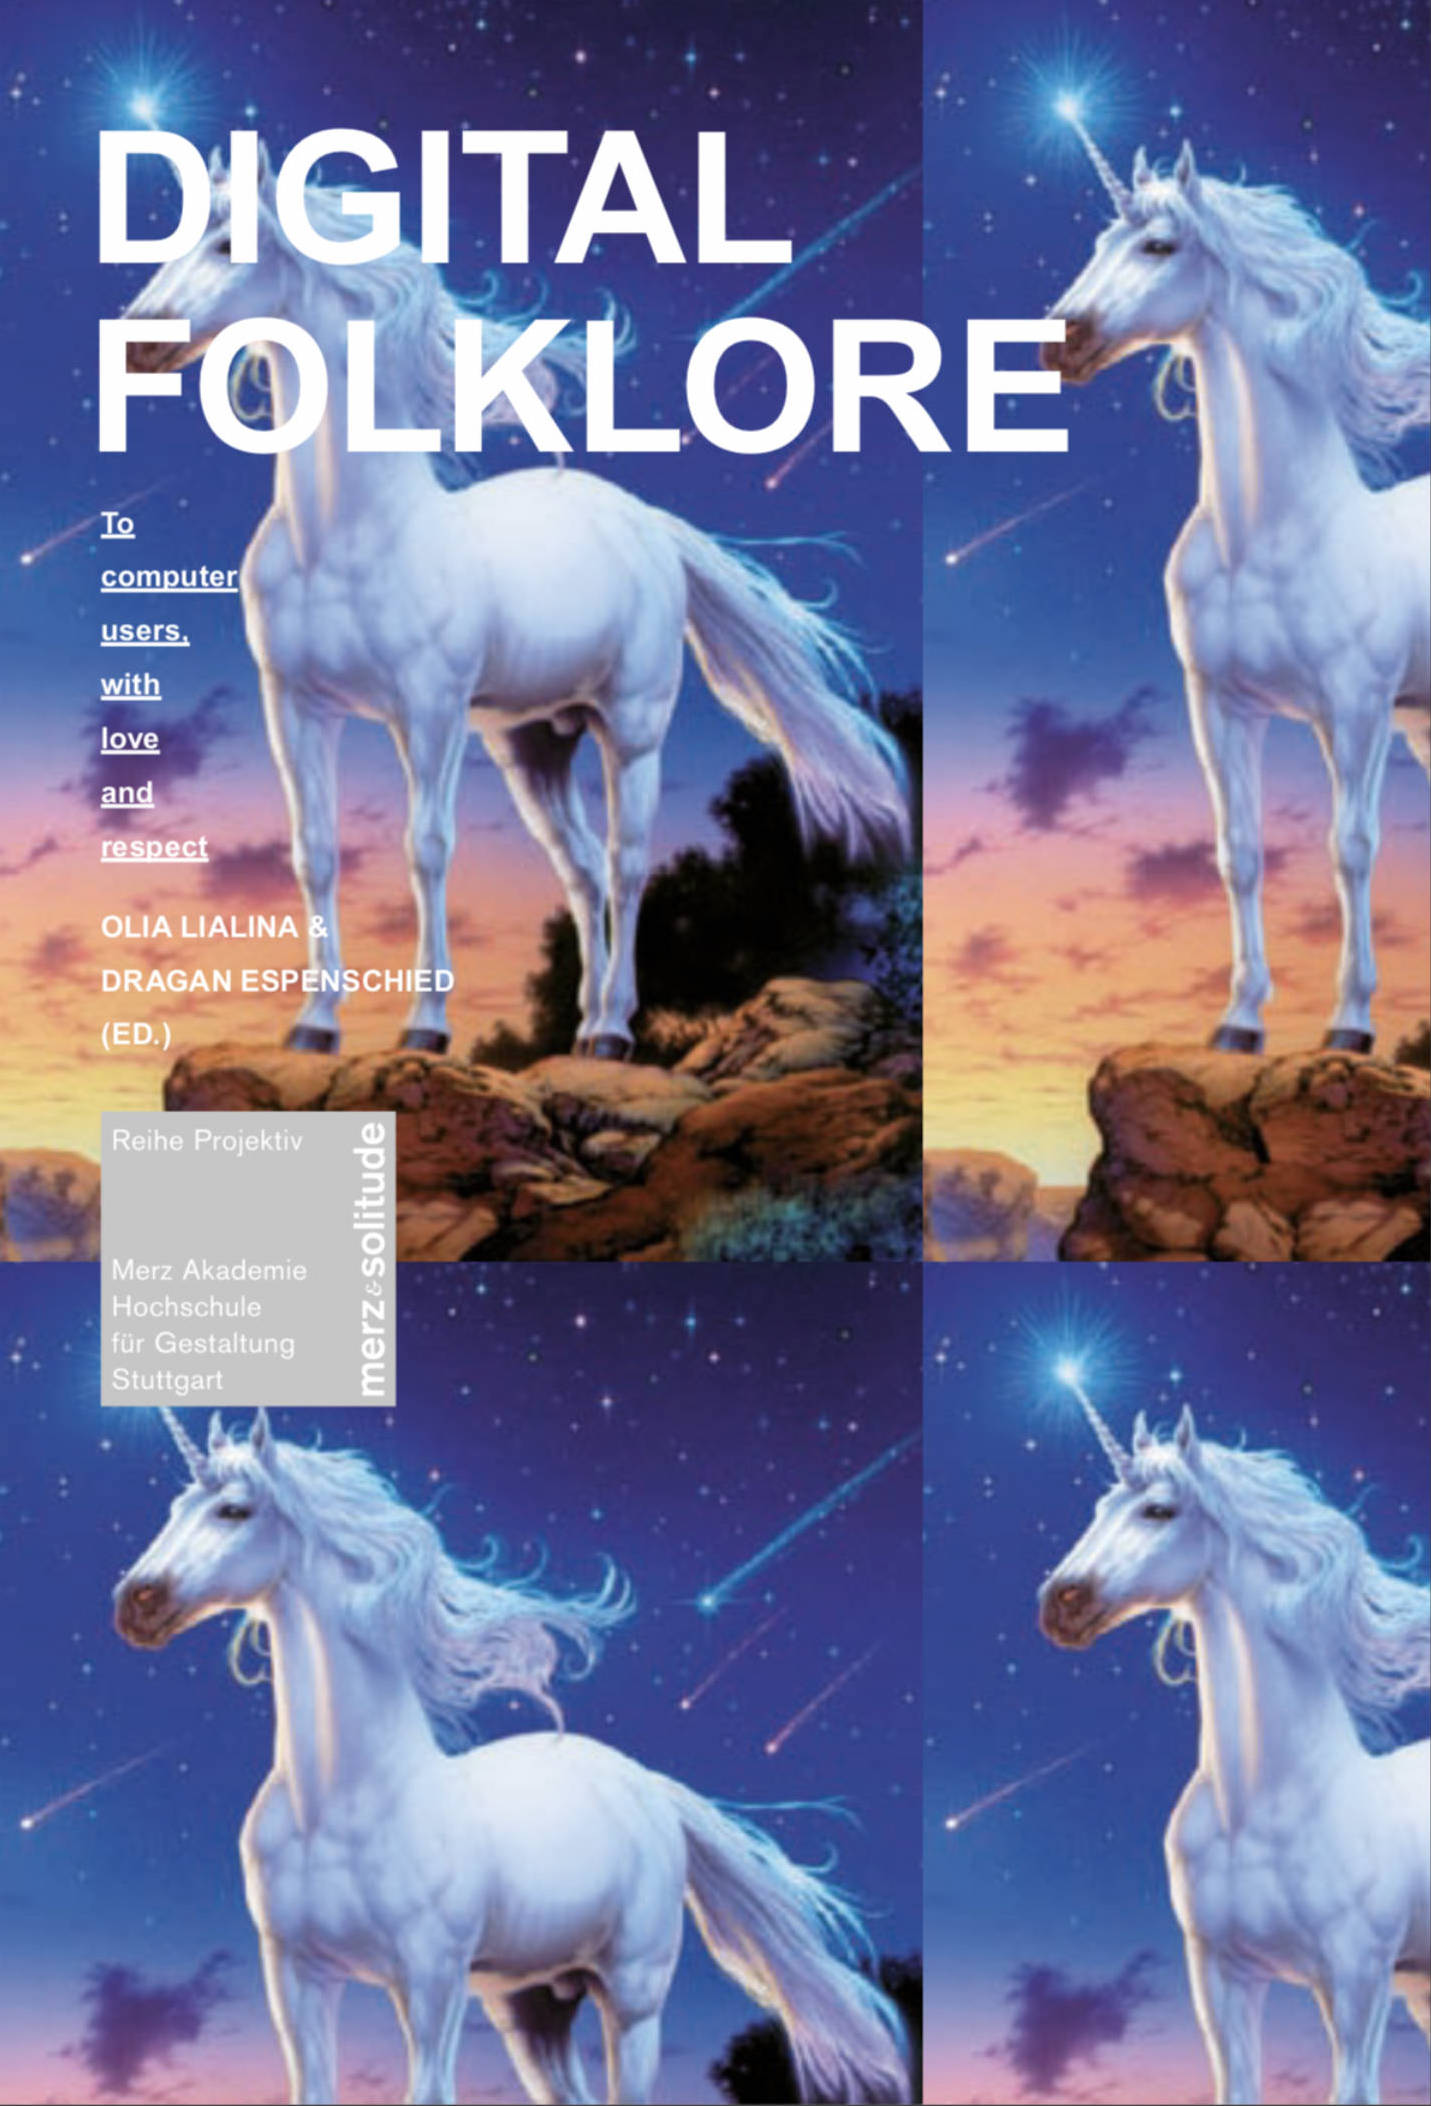 DIGITAL
FOLKLORE
To
computer
users,
with
love
and
respect
OLIA LIALINA &
DRAGAN ESPENSCHIED
(ED.)
Reihe Projektiv
Merz Akademie
Hochschule
für Gestaltung
Stuttgart
merz&solitude